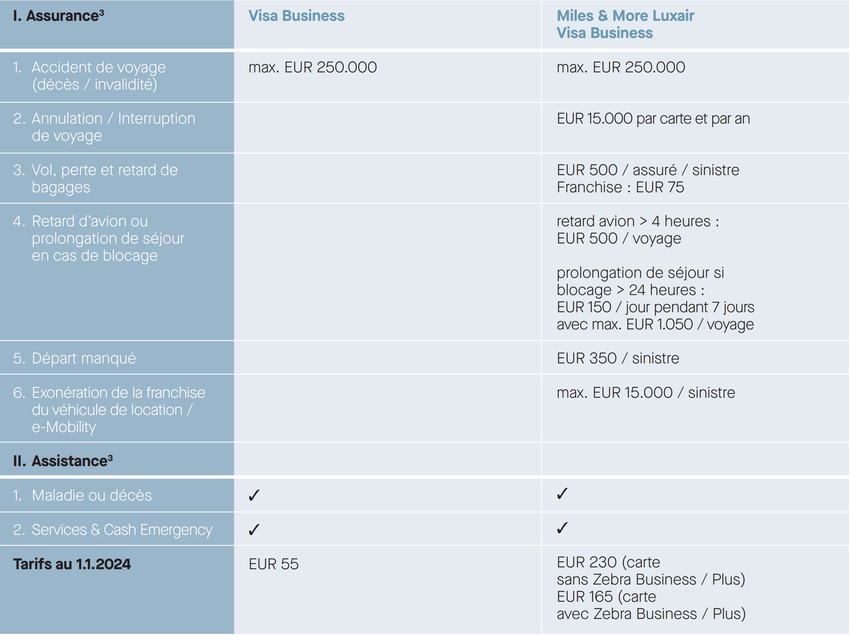 I. Assurance³
Visa Business
Miles & More Luxair
Visa Business
1. Accident de voyage
(décès / invalidité)
max. EUR 250.000
max. EUR 250.000
2. Annulation / Interruption
de voyage
EUR 15.000 par carte et par an
3. Vol, perte et retard de
bagages
EUR 500 / assuré / sinistre
Franchise : EUR 75
4. Retard d’avion ou
prolongation de séjour
en cas de blocage
retard avion > 4 heures :
EUR 500 / voyage
prolongation de séjour si
blocage > 24 heures :
EUR 150 / jour pendant 7 jours
avec max. EUR 1.050 / voyage
5. Départ manqué
EUR 350 / sinistre
6. Exonération de la franchise
du véhicule de location /
e-Mobility
max. EUR 15.000 / sinistre
II. Assistance³
1. Maladie ou décès
✓
✓
2. Services & Cash Emergency
✓
✓
Tarifs au 1.1.2024
EUR 55
EUR 230 (carte
sans Zebra Business / Plus)
EUR 165 (carte
avec Zebra Business / Plus)